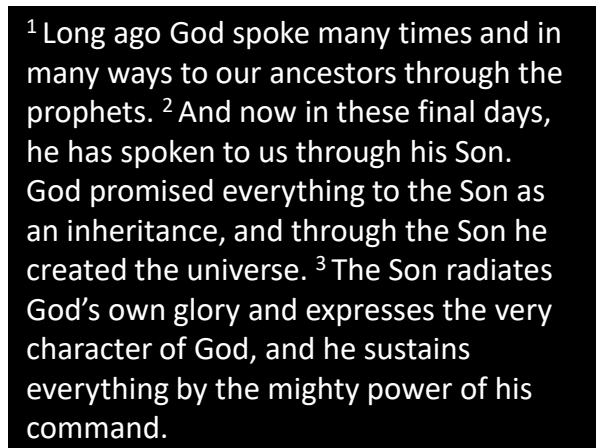 1 Long ago God spoke many times and in
many ways to our ancestors through the
prophets. 2 And now in these final days,
he has spoken to us through his Son.
God promised everything to the Son as
an inheritance, and through the Son he
created the universe. 3 The Son radiates
God’s own glory and expresses the very
character of God, and he sustains
everything by the mighty power of his
command.